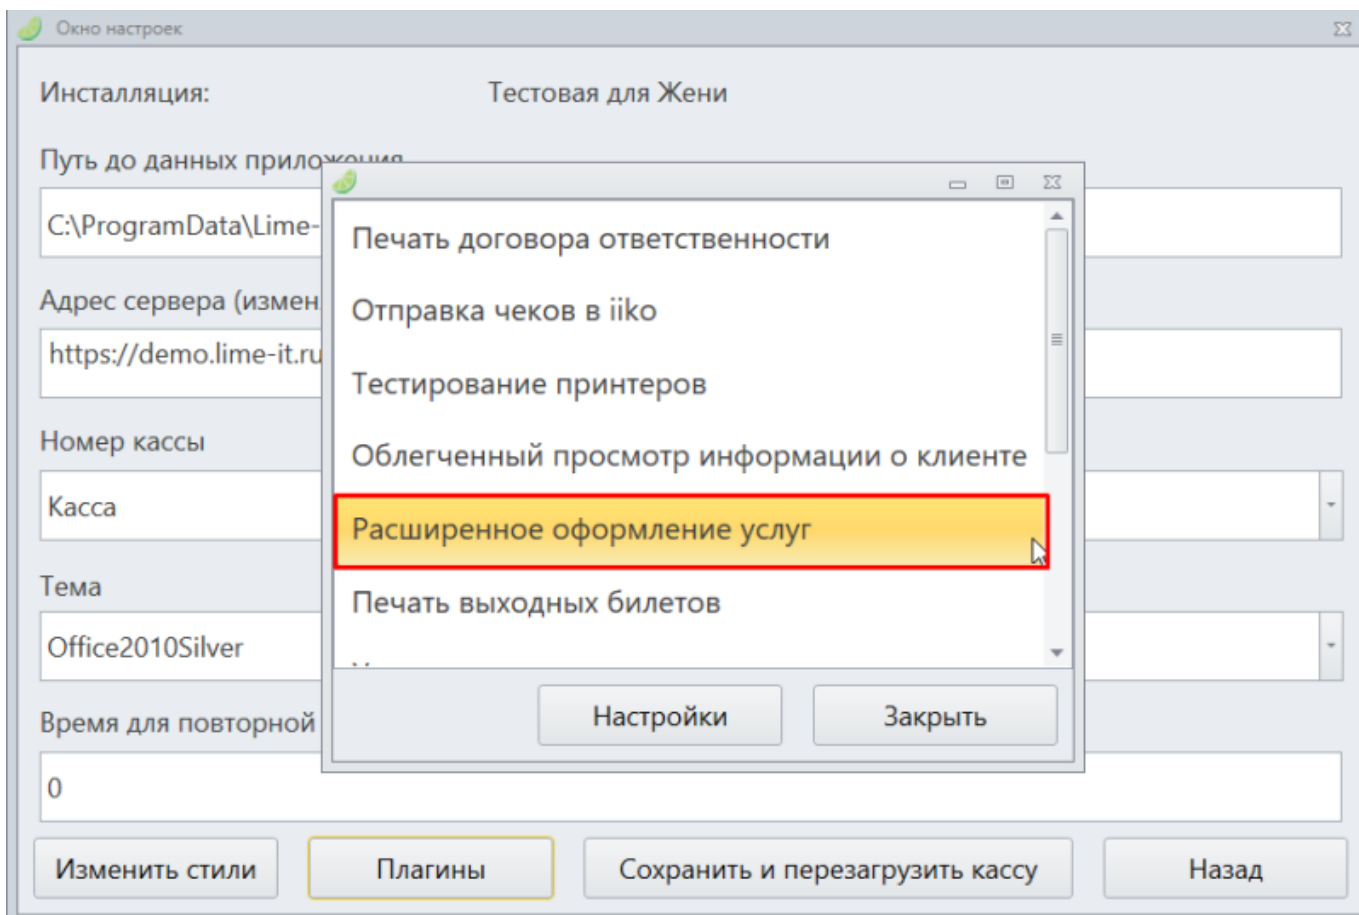 Окно настроек
Инсталляция: Тестовая для Жени
Путь до данных приложения
C:\ProgramData\Lime-
Печать договора ответственности
Адрес сервера (измен
Отправка чеков в iiko
https://demo.lime-it.ru
Тестирование принтеров
Номер кассы
Облегченный просмотр информации о клиенте
Касса
Расширенное оформление услуг
Тема
Печать выходных билетов
Office2010Silver
Время для повторной
Настройки Закрыть
0
Изменить стили Плагины Сохранить и перезагрузить кассу Назад